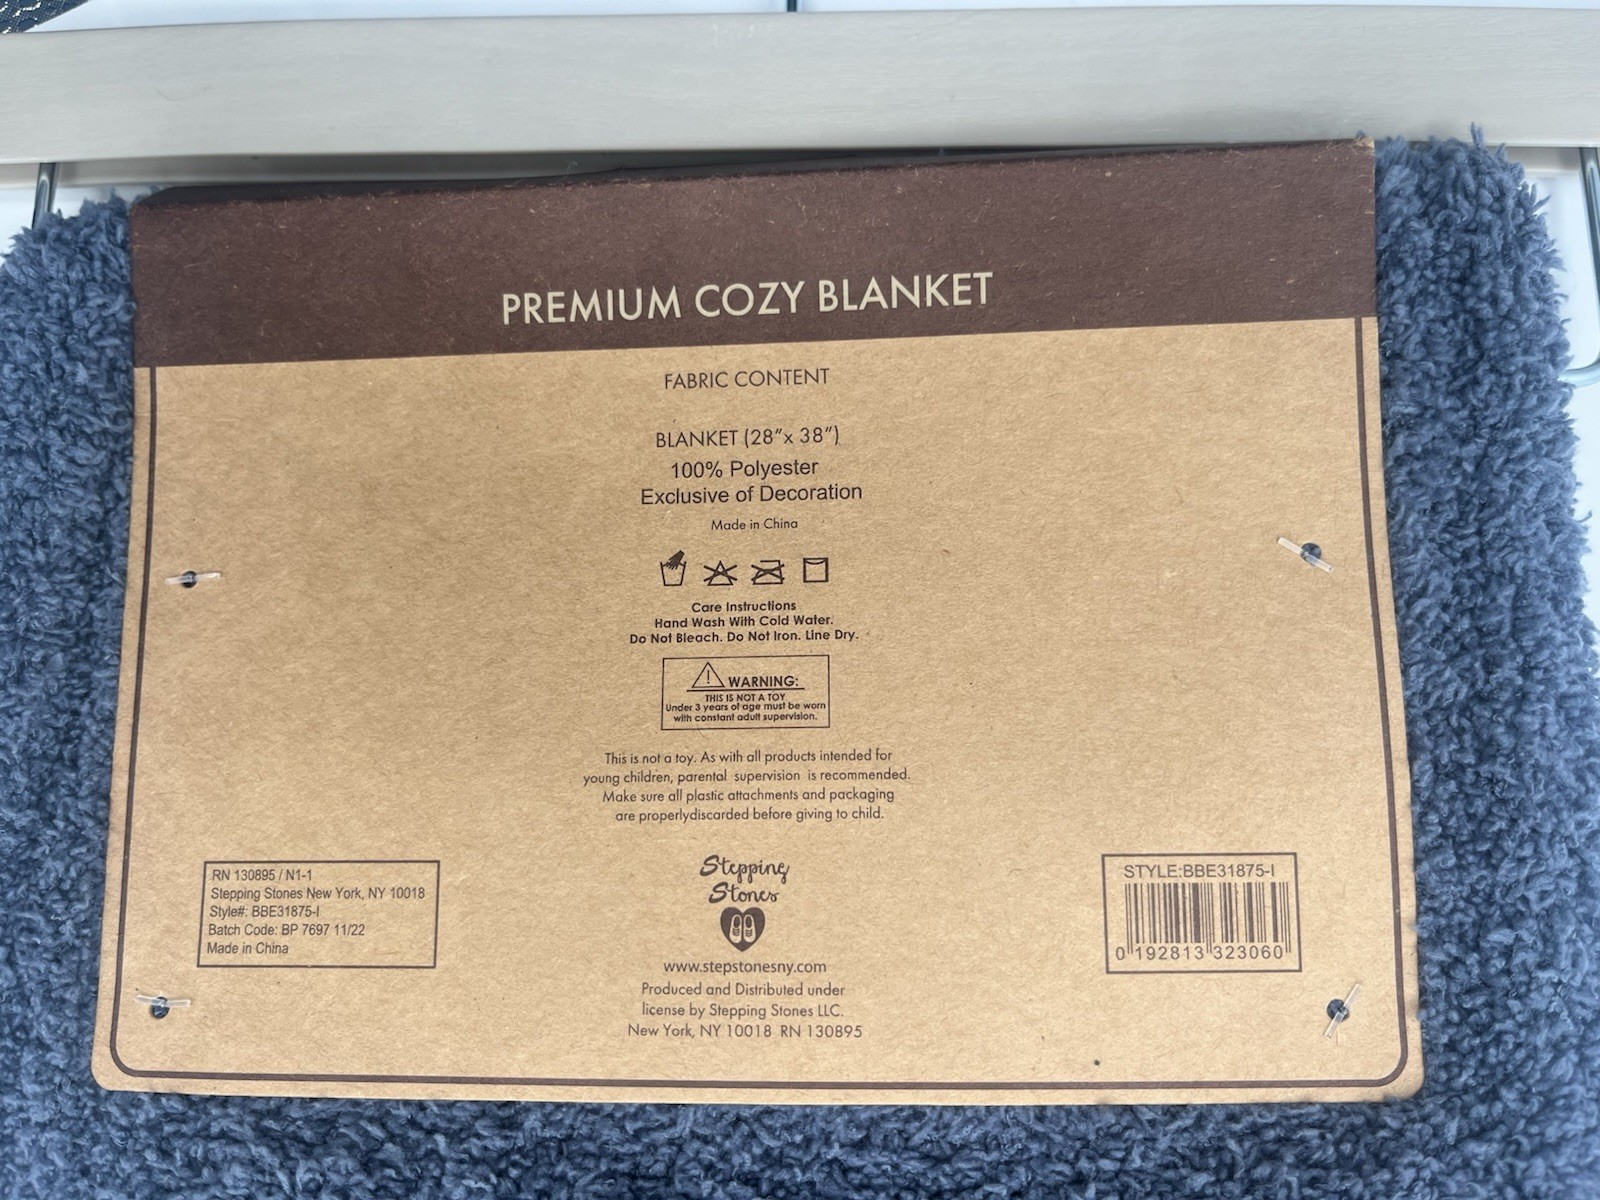 PREMIUM COZY BLANKET
FABRIC CONTENT
BLANKET (28"x 38")
100% Polyester
Exclusive of Decoration
Made in China
Care Instructions
Hand Wash With Cold Water.
Do Not Bleach. Do Not Iron. Line Dry.
WARNING:
THIS IS NOT A TOY
Under 3 years of age must be worn
with constant adult supervision.
This is not a toy. As with all products intended for
young children, parental supervision is recommended.
Make sure all plastic attachments and packaging
are properlydiscarded before giving to child.
RN 130895 / N1-1
Stepping Stones New York, NY 10018
Style#: BBE31875-I
Batch Code: BP 7697 11/22
Made in China
Stepping
Stones
www.stepstonesny.com
Produced and Distributed under
license by Stepping Stones LLC.
New York, NY 10018 RN 130895
STYLE:BBE31875-I
0 192813 323060